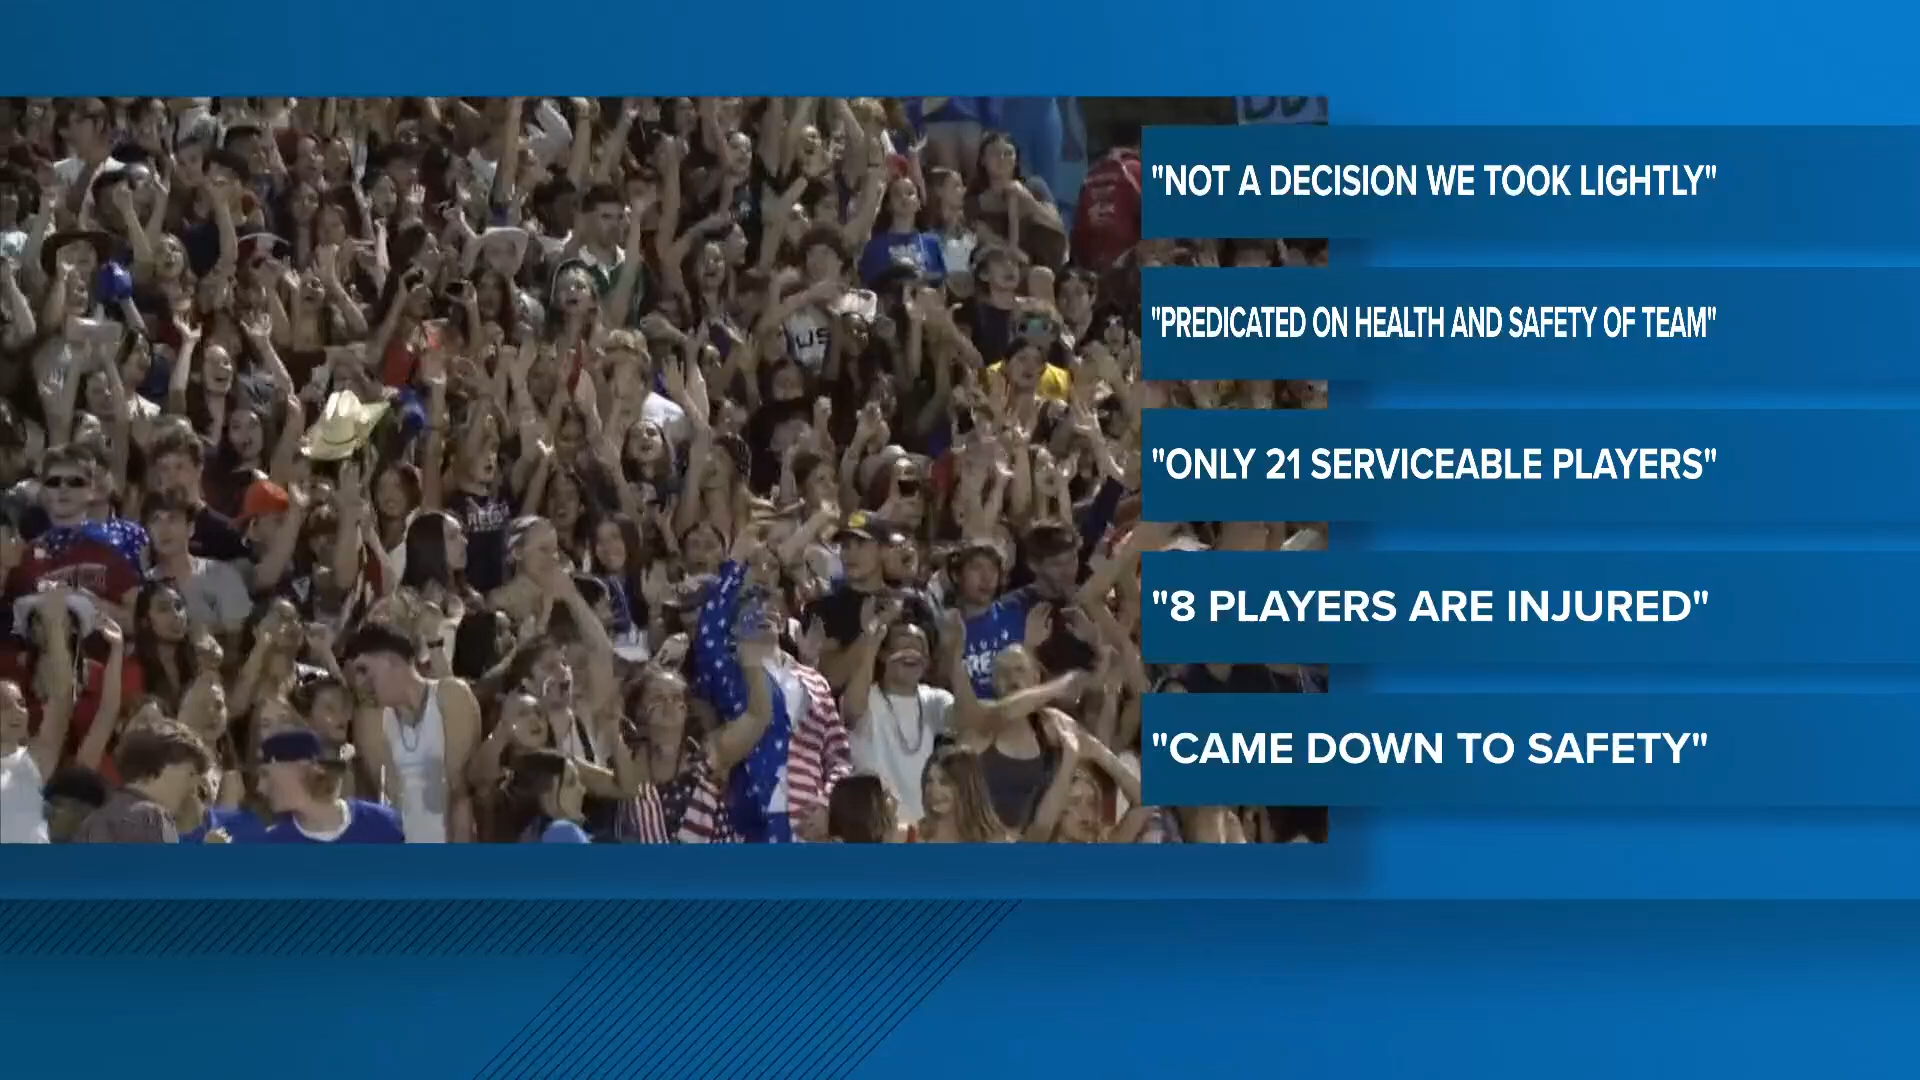 "NOT A DECISION WE TOOK LIGHTLY"
"PREDICATED ON HEALTH AND SAFETY OF TEAM"
"ONLY 21 SERVICEABLE PLAYERS"
"8 PLAYERS ARE INJURED"
"CAME DOWN TO SAFETY"